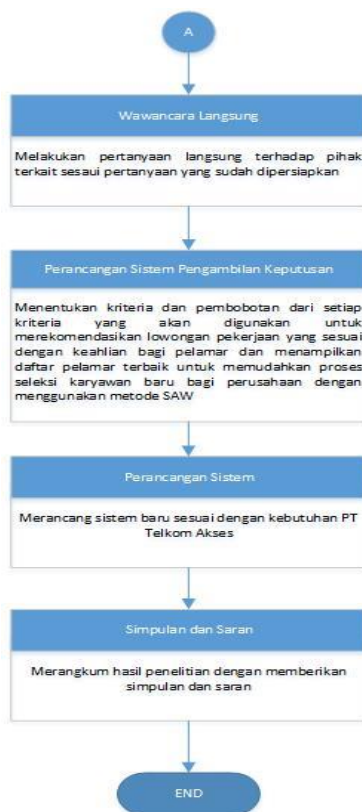 A
Wawancara Langsung
Melakukan pertanyaan langsung terhadap pihak
terkait sesaui pertanyaan yang sudah dipersiapkan
Perancangan Sistem Pengambilan Keputusan
Menentukan kriteria dan pembobotan dari setiap
kriteria yang akan digunakan untuk
merekomendasikan lowongan pekerjaan yang sesuai
dengan keahlian bagi pelamar dan menampilkan
daftar pelamar terbaik untuk memudahkan proses
seleksi karyawan baru bagi perusahaan dengan
menggunakan metode SAW
Perancangan Sistem
Merancang sistem baru sesuai dengan kebutuhan PT
Telkom Akses
Simpulan dan Saran
Merangkum hasil penelitian dengan memberikan
simpulan dan saran
END